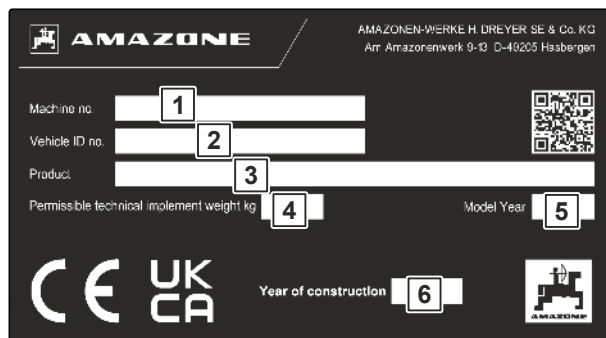 AMAZONE
AMAZONEN-WERKE H. DREYER SE & Co. KG
Am Amazonenwerk 9-13 D-49205 Hasbergen
Machine no. 1
Vehicle ID no. 2
Product 3
Permissible technical implement weight kg 4 Model Year 5
CE UK CA
Year of construction 6
AMAZONE